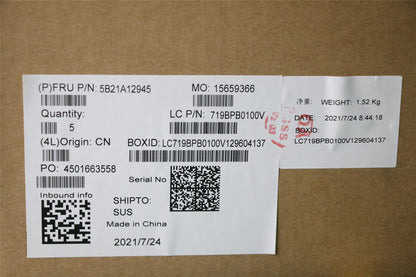 (P)FRU P/N: 5B21A12945
MO: 15659366
Quantity:
5
LC P/N: 719BPB0100V
(4L)Origin: CN
BOXID: LC719BPB0100V129604137
PO: 4501663558
Serial No
Inbound info
SHIPTO:
SUS
Made in China
2021/7/24
净重: WEIGHT: 1.52 Kg
DATE: 2021/7/24 8:44:18
BOXID:
LC719BPB0100V129604137